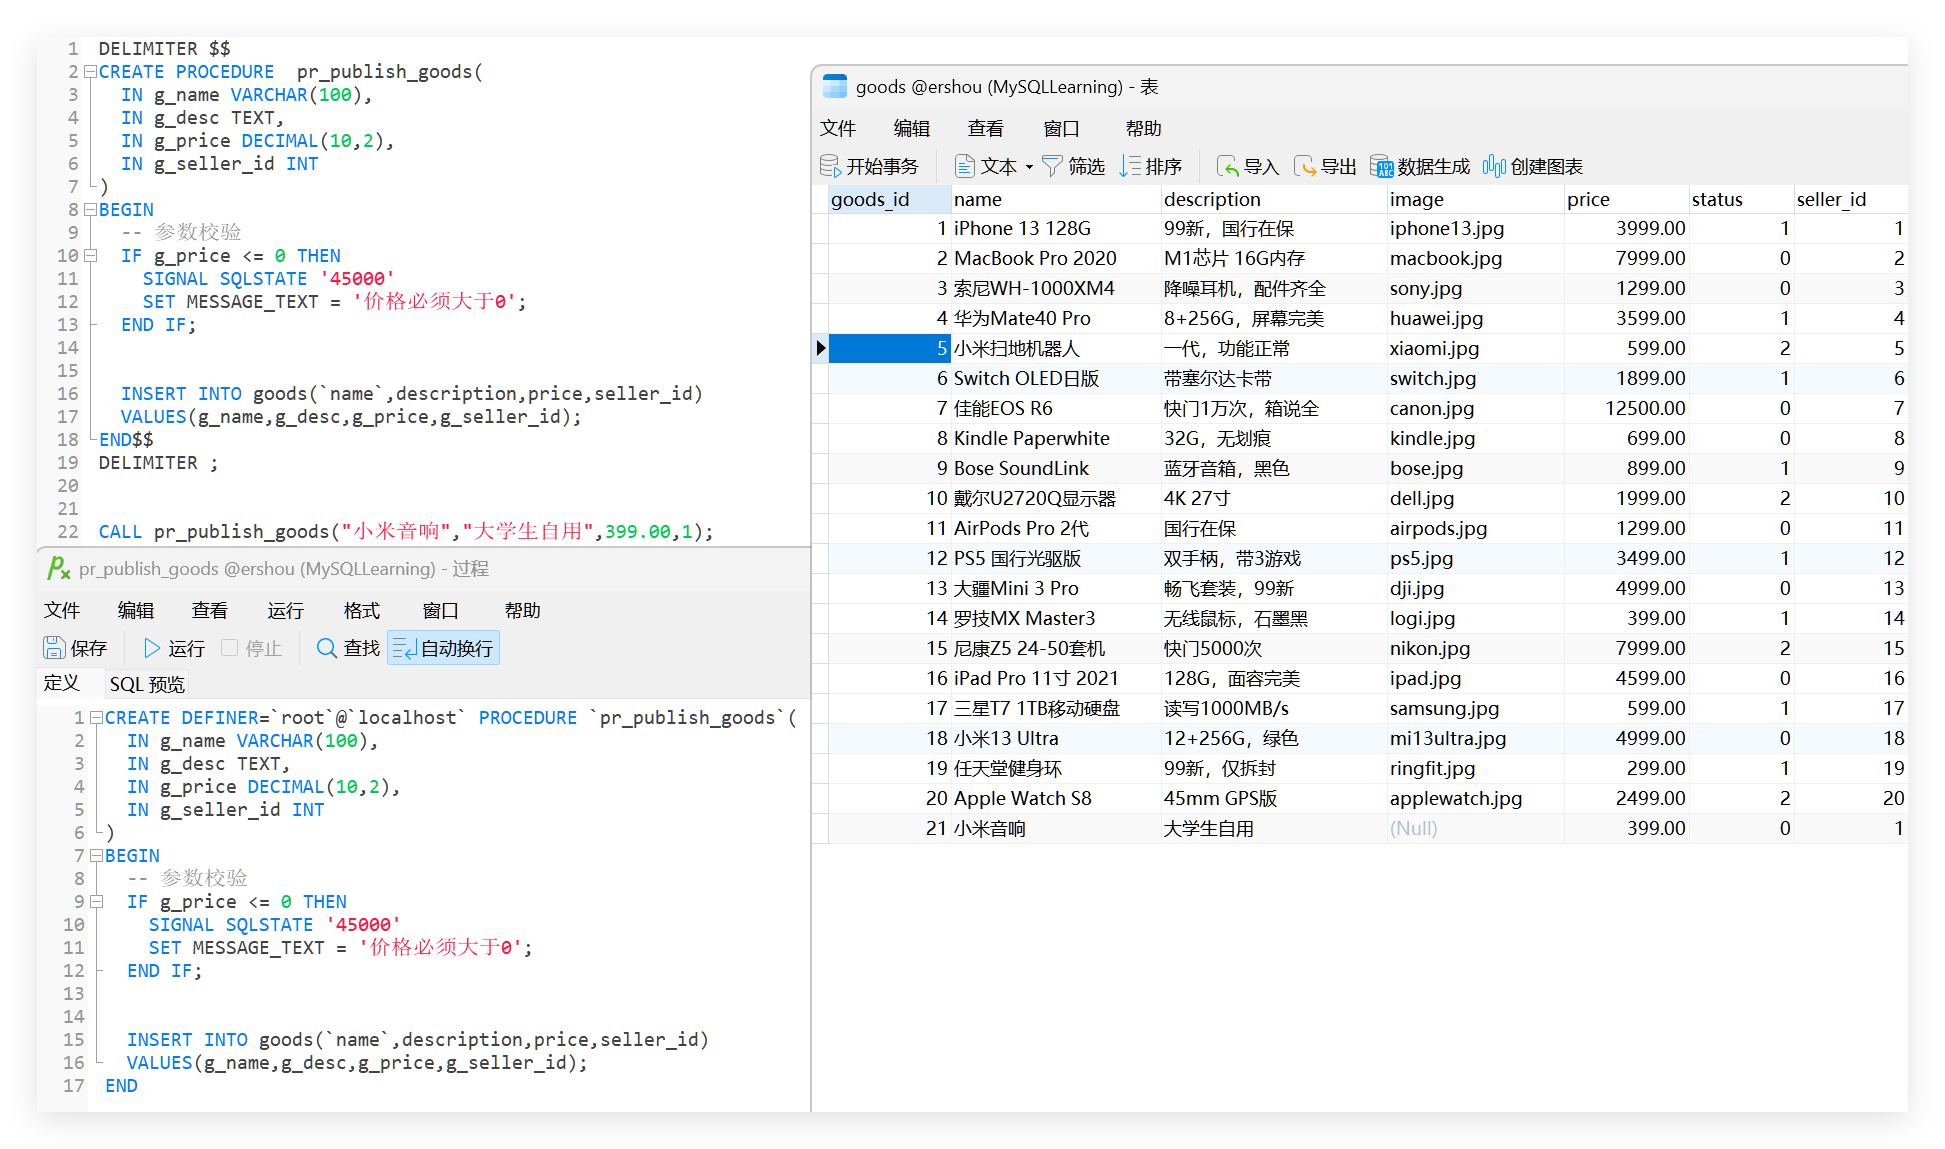 1 DELIMITER $$
2 CREATE PROCEDURE  pr_publish_goods(
3   IN g_name VARCHAR(100),
4   IN g_desc TEXT,
5   IN g_price DECIMAL(10,2),
6   IN g_seller_id INT
7 )
8 BEGIN
9   -- 参数校验
10   IF g_price <= 0 THEN
11     SIGNAL SQLSTATE '45000'
12     SET MESSAGE_TEXT = '价格必须大于0';
13   END IF;
14
15
16   INSERT INTO goods(`name`,description,price,seller_id)
17   VALUES(g_name,g_desc,g_price,g_seller_id);
18 END$$
19 DELIMITER ;
20
21
22 CALL pr_publish_goods("小米音响","大学生自用",399.00,1);
pr_publish_goods @ershou (MySQLLearning) - 过程
文件 编辑 查看 运行 格式 窗口 帮助
保存 运行 停止 查找 自动换行
定义 SQL 预览
1 CREATE DEFINER=`root`@`localhost` PROCEDURE `pr_publish_goods`(
2   IN g_name VARCHAR(100),
3   IN g_desc TEXT,
4   IN g_price DECIMAL(10,2),
5   IN g_seller_id INT
6 )
7 BEGIN
8   -- 参数校验
9   IF g_price <= 0 THEN
10     SIGNAL SQLSTATE '45000'
11     SET MESSAGE_TEXT = '价格必须大于0';
12   END IF;
13
14
15   INSERT INTO goods(`name`,description,price,seller_id)
16   VALUES(g_name,g_desc,g_price,g_seller_id);
17 END
goods @ershou (MySQLLearning) - 表
文件 编辑 查看 窗口 帮助
开始事务 文本 筛选 排序 导入 导出 数据生成 创建图表
goods_id name description image price status seller_id
1 iPhone 13 128G 99新，国行在保 iphone13.jpg 3999.00 1 1
2 MacBook Pro 2020 M1芯片 16G内存 macbook.jpg 7999.00 0 2
3 索尼WH-1000XM4 降噪耳机，配件齐全 sony.jpg 1299.00 0 3
4 华为Mate40 Pro 8+256G，屏幕完美 huawei.jpg 3599.00 1 4
5 小米扫地机器人 一代，功能正常 xiaomi.jpg 599.00 2 5
6 Switch OLED日版 带塞尔达卡带 switch.jpg 1899.00 1 6
7 佳能EOS R6 快门1万次，箱说全 canon.jpg 12500.00 0 7
8 Kindle Paperwhite 32G，无划痕 kindle.jpg 699.00 0 8
9 Bose SoundLink 蓝牙音箱，黑色 bose.jpg 899.00 1 9
10 戴尔U2720Q显示器 4K 27寸 dell.jpg 1999.00 2 10
11 AirPods Pro 2代 国行在保 airpods.jpg 1299.00 0 11
12 PS5 国行光驱版 双手柄，带3游戏 ps5.jpg 3499.00 1 12
13 大疆Mini 3 Pro 畅飞套装，99新 dji.jpg 4999.00 0 13
14 罗技MX Master3 无线鼠标，石墨黑 logi.jpg 399.00 1 14
15 尼康Z5 24-50套机 快门5000次 nikon.jpg 7999.00 2 15
16 iPad Pro 11寸 2021 128G，面容完美 ipad.jpg 4599.00 0 16
17 三星T7 1TB移动硬盘 读写1000MB/s samsung.jpg 599.00 1 17
18 小米13 Ultra 12+256G，绿色 mi13ultra.jpg 4999.00 0 18
19 任天堂健身环 99新，仅拆封 ringfit.jpg 299.00 1 19
20 Apple Watch S8 45mm GPS版 applewatch.jpg 2499.00 2 20
21 小米音响 大学生自用 (Null) 399.00 0 1